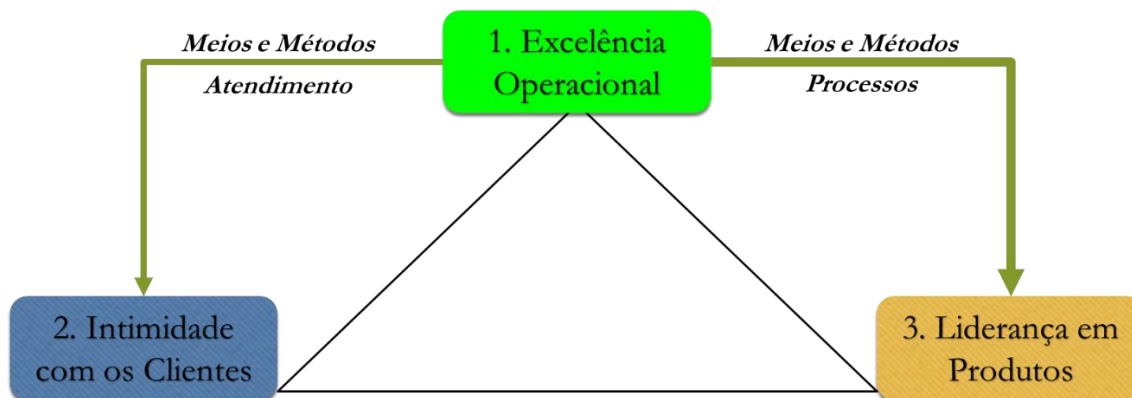 Meios e Métodos
Atendimento
1. Excelência
Operacional
Meios e Métodos
Processos
2. Intimidade
com os Clientes
3. Liderança em
Produtos